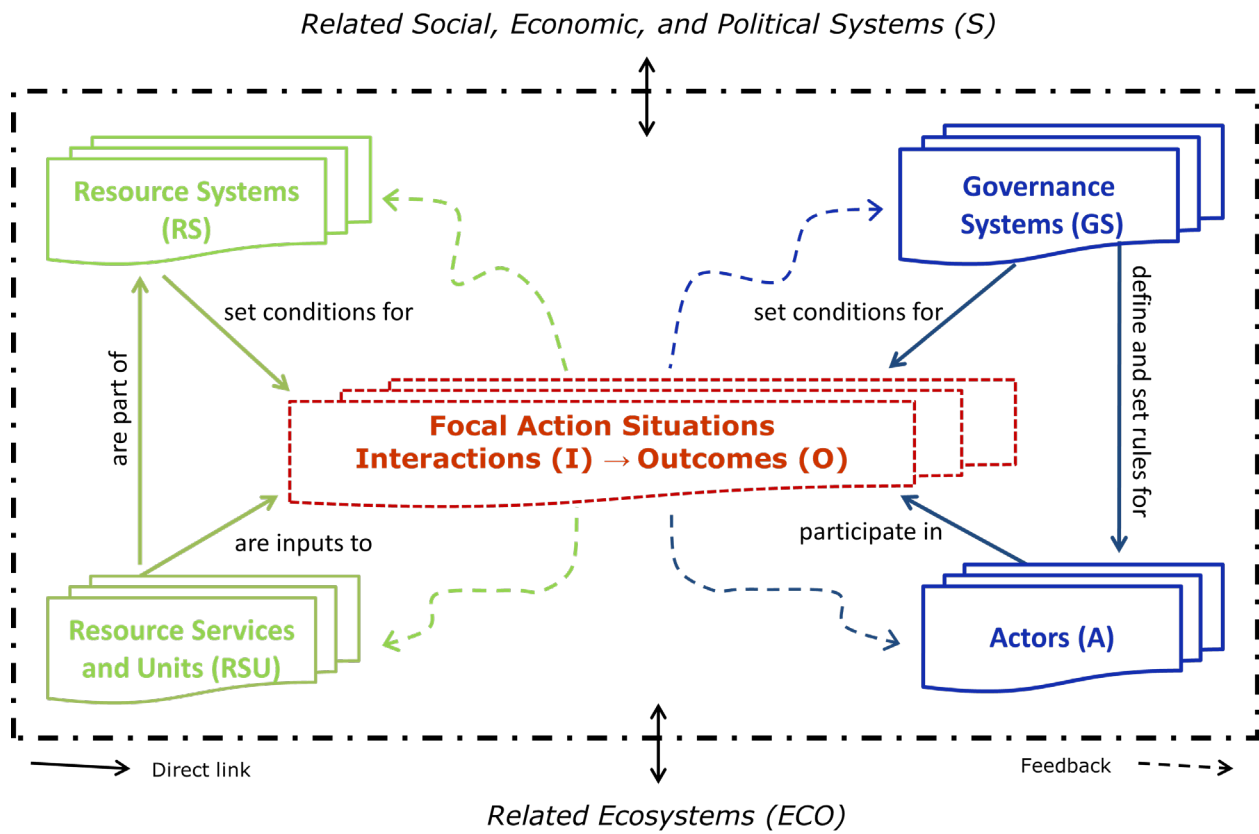 Related Social, Economic, and Political Systems (S)
Resource Systems
(RS)
Governance
Systems (GS)
set conditions for
set conditions for
are part of
define and set rules for
Focal Action Situations
Interactions (I) → Outcomes (O)
are inputs to
participate in
Resource Services
and Units (RSU)
Actors (A)
Direct link
Feedback
Related Ecosystems (ECO)